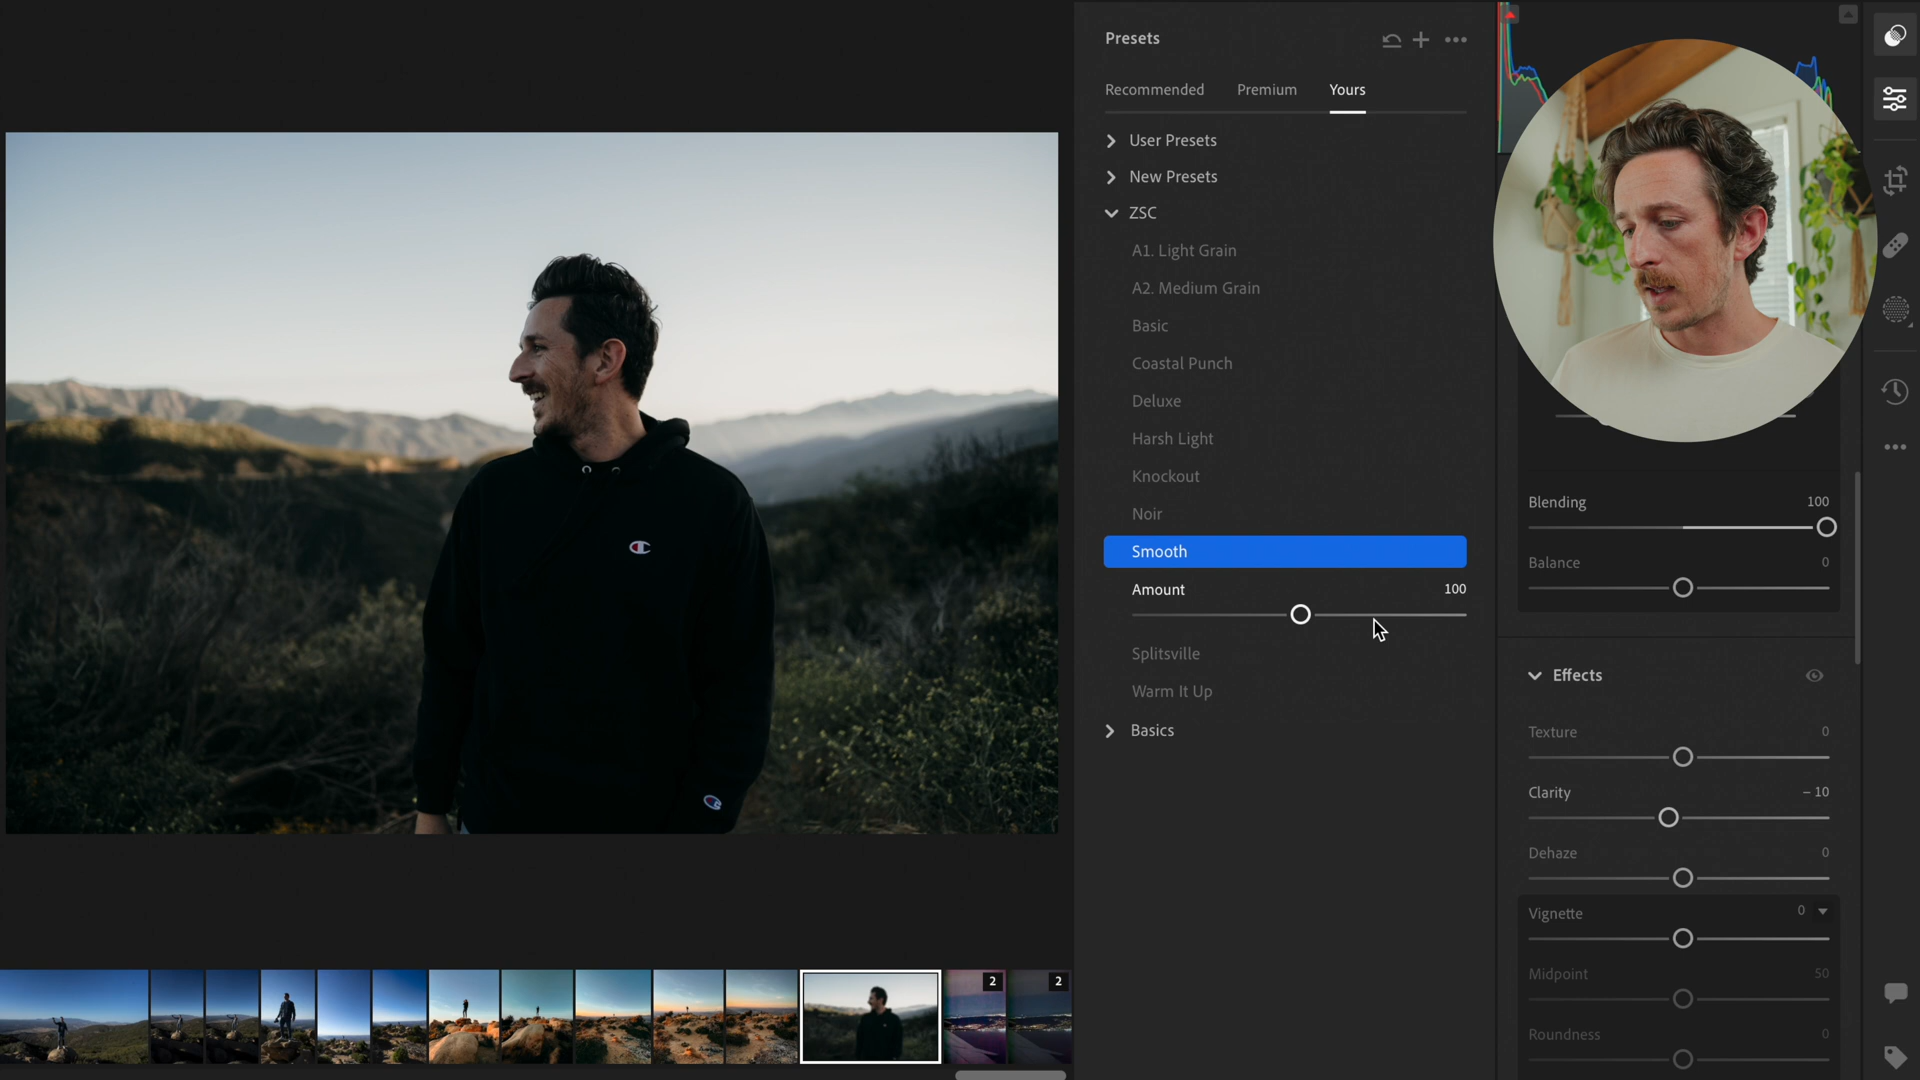 Presets
Recommended
Premium
Yours
User Presets
New Presets
ZSC
A1. Light Grain
A2. Medium Grain
Basic
Coastal Punch
Deluxe
Harsh Light
Knockout
Noir
Smooth
Amount 100
Splitsville
Warm It Up
Basics
Blending 100
Balance 0
Effects
Texture 0
Clarity – 10
Dehaze 0
Vignette 0
Midpoint 50
Roundness 0
2
2